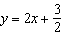 y = 2x + 3/2